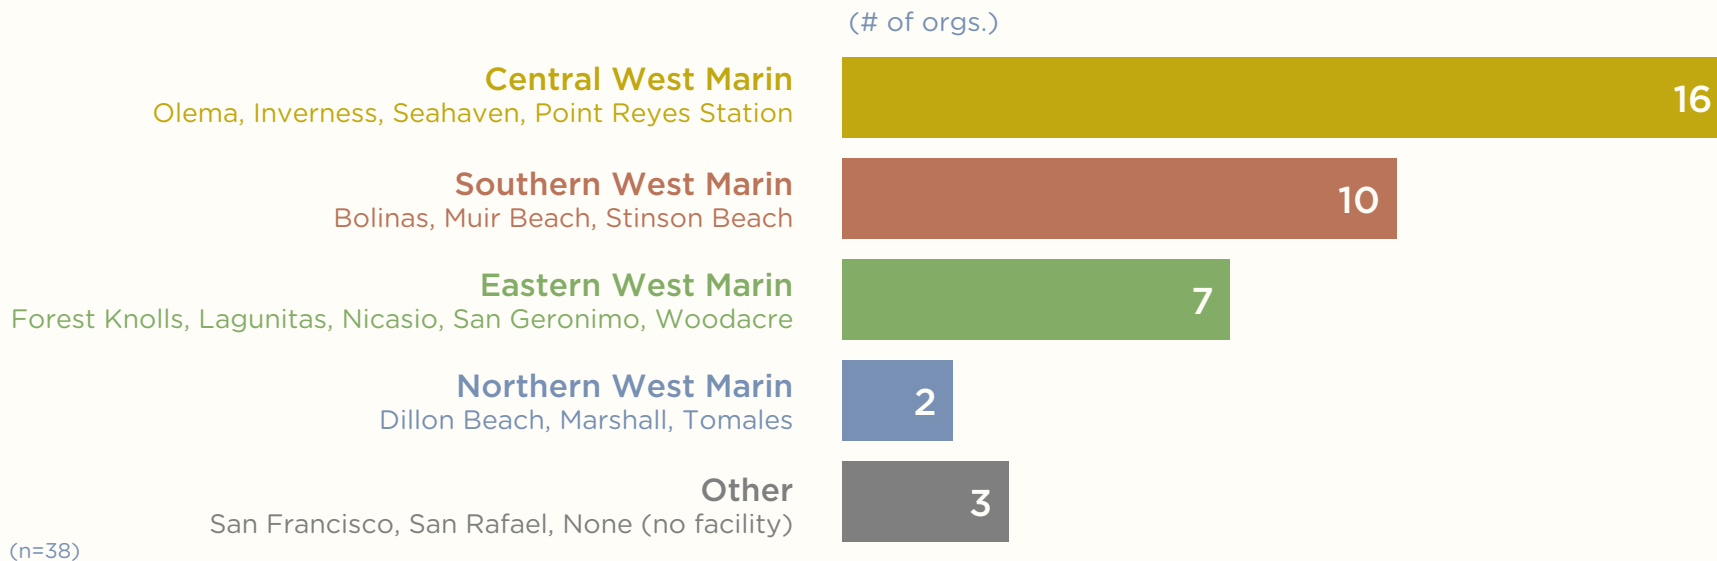 (# of orgs.)
Central West Marin
Olema, Inverness, Seahaven, Point Reyes Station
16
Southern West Marin
Bolinas, Muir Beach, Stinson Beach
10
Eastern West Marin
Forest Knolls, Lagunitas, Nicasio, San Geronimo, Woodacre
7
Northern West Marin
Dillon Beach, Marshall, Tomales
2
Other
San Francisco, San Rafael, None (no facility)
3
(n=38)